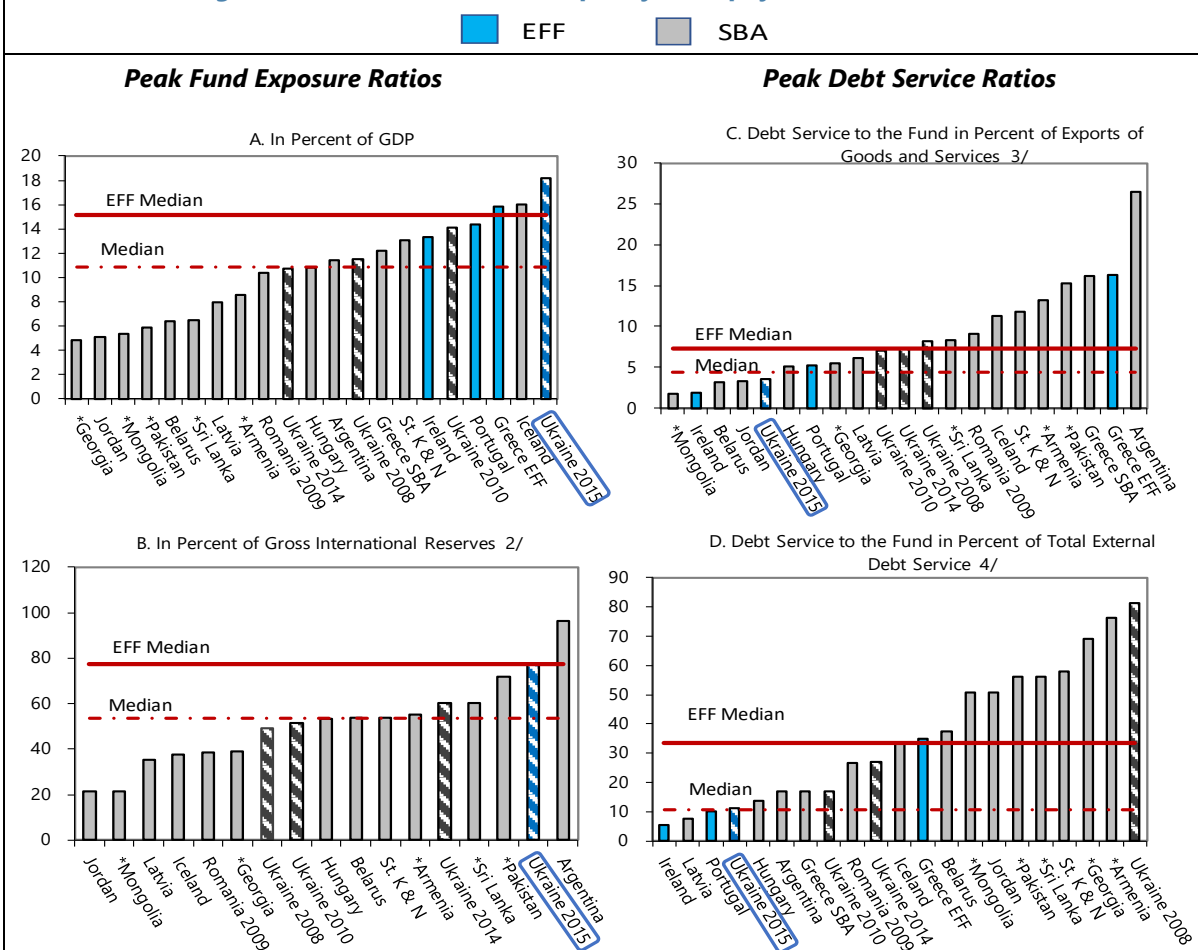 EFF SBA
Peak Fund Exposure Ratios
Peak Debt Service Ratios
A. In Percent of GDP
20
18
16
14
12
10
8
6
4
2
0
EFF Median
Median
*Georgia
Jordan
*Mongolia
*Pakistan
Belarus
*Sri Lanka
Latvia
*Armenia
Romania 2009
Ukraine 2014
Hungary
Argentina
Ukraine 2008
Greece SBA
St. K & N
Ireland
Ukraine 2010
Portugal
Greece EFF
Iceland
Ukraine 2015
C. Debt Service to the Fund in Percent of Exports of
Goods and Services 3/
30
25
20
15
10
5
0
EFF Median
Median
*Mongolia
Ireland
Belarus
Jordan
Ukraine 2015
Hungary
Portugal
*Georgia
Latvia
Ukraine 2010
Ukraine 2014
Ukraine 2008
*Sri Lanka
Romania 2009
Iceland
St. K & N
*Armenia
*Pakistan
Greece SBA
Greece EFF
Argentina
B. In Percent of Gross International Reserves 2/
120
100
80
60
40
20
0
EFF Median
Median
Jordan
*Mongolia
Latvia
Iceland
Romania 2009
*Georgia
Ukraine 2008
Ukraine 2010
Hungary
Belarus
St. K & N
*Armenia
Ukraine 2014
*Sri Lanka
*Pakistan
Ukraine 2015
Argentina
D. Debt Service to the Fund in Percent of Total External
Debt Service 4/
90
80
70
60
50
40
30
20
10
0
EFF Median
Median
Ireland
Latvia
Portugal
Ukraine 2015
Hungary
Argentina
Greece SBA
Ukraine 2010
Romania 2009
Ukraine 2014
Iceland
Greece EFF
Belarus
*Mongolia
Jordan
*Pakistan
*Sri Lanka
St. K & N
*Georgia
*Armenia
Ukraine 2008